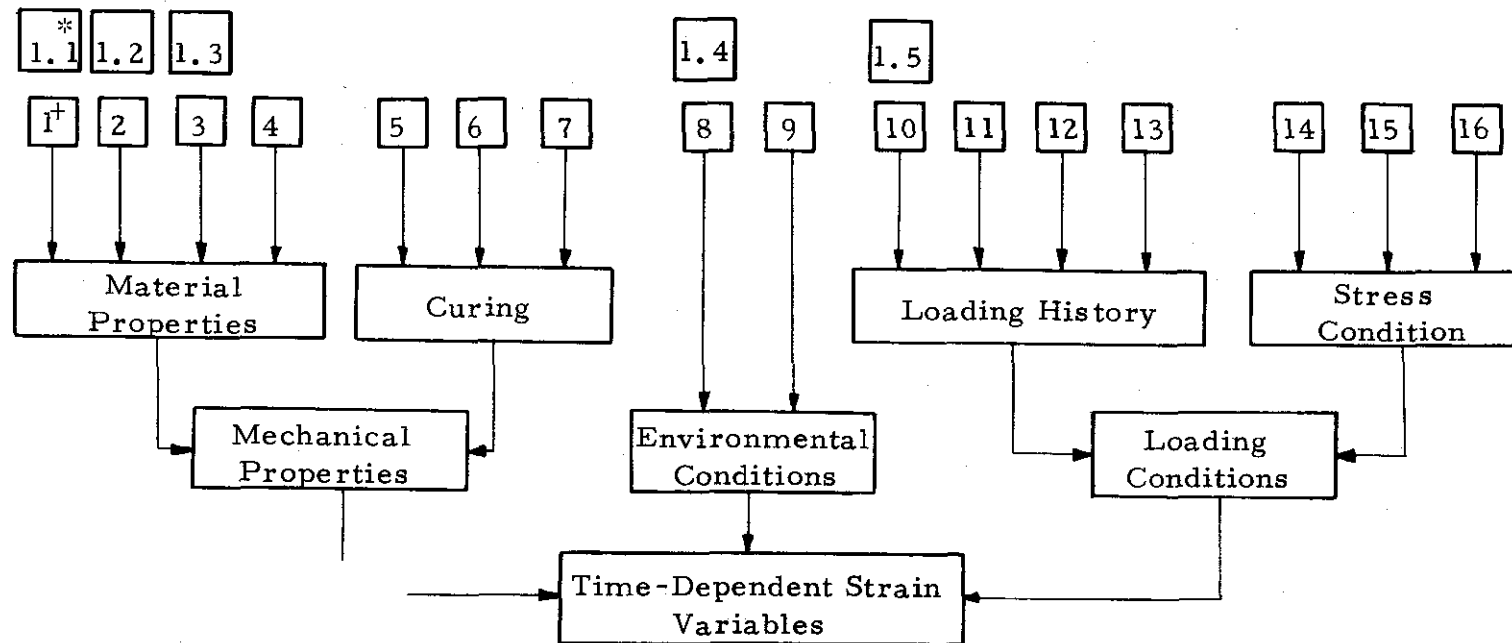 1.1* 1.2 1.3 1.4 1.5
1+ 2 3 4 5 6 7 8 9 10 11 12 13 14 15 16
Material
Properties
Curing
Loading History
Stress
Condition
Mechanical
Properties
Environmental
Conditions
Loading
Conditions
Time-Dependent Strain
Variables